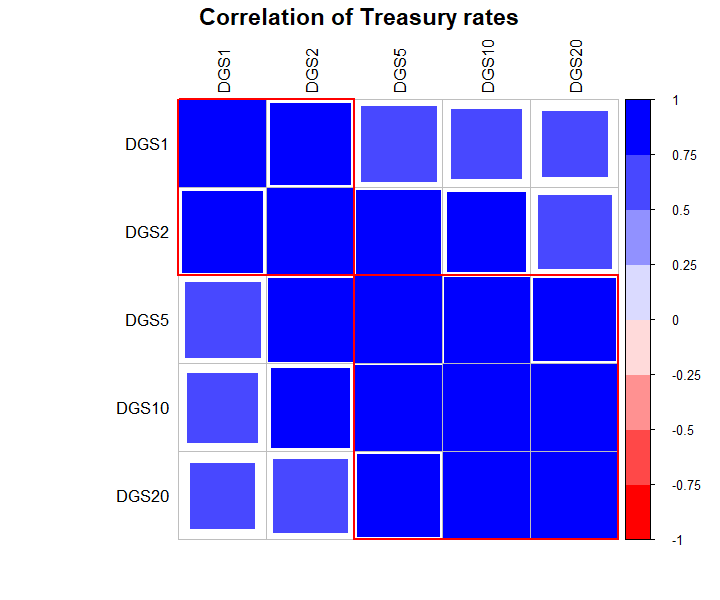 Correlation of Treasury rates
DGS1
DGS2
DGS5
DGS10
DGS20
DGS1
DGS2
DGS5
DGS10
DGS20
1
0.75
0.5
0.25
0
-0.25
-0.5
-0.75
-1